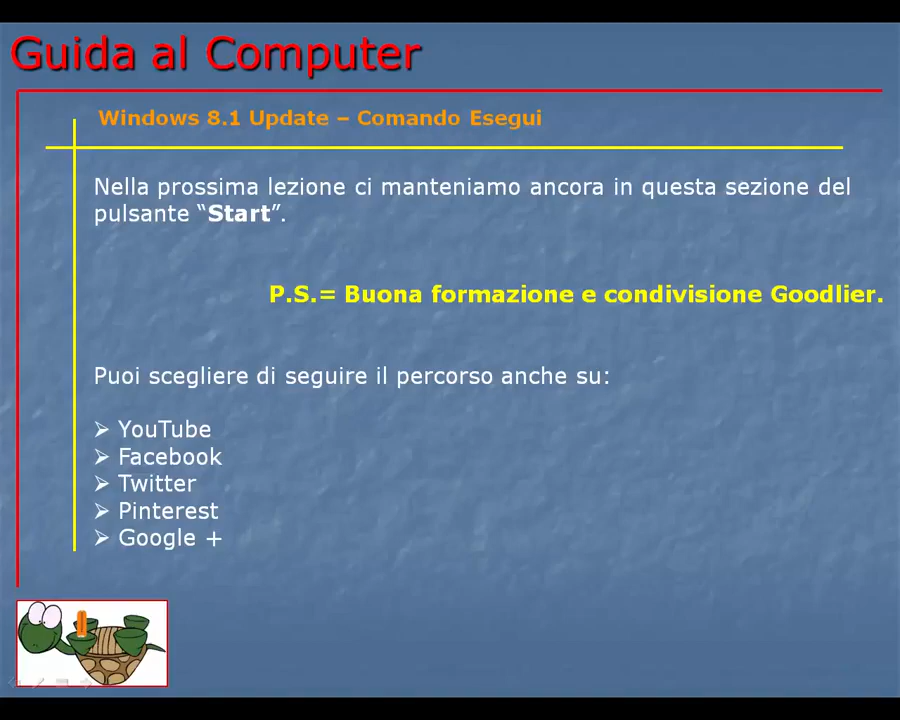 Guida al Computer
Windows 8.1 Update – Comando Esegui
Nella prossima lezione ci manteniamo ancora in questa sezione del
pulsante “Start”.
P.S.= Buona formazione e condivisione Goodlier.
Puoi scegliere di seguire il percorso anche su:
➢ YouTube
➢ Facebook
➢ Twitter
➢ Pinterest
➢ Google +